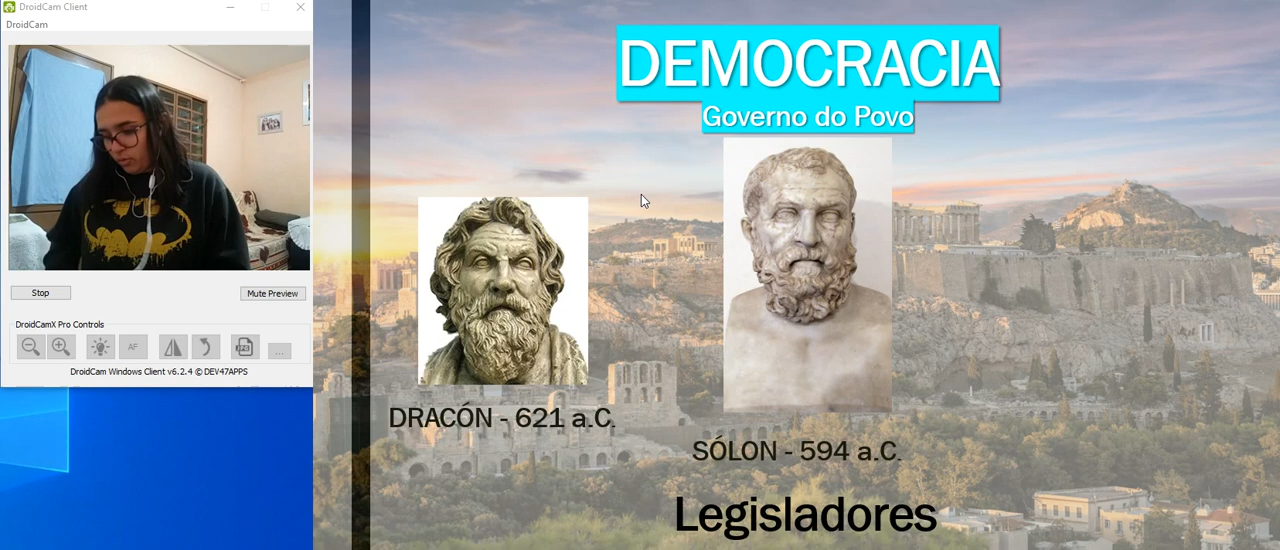 DroidCam Client
DroidCam
Stop
Mute Preview
DroidCamX Pro Controls
AF
JPG
...
DroidCam Windows Client v6.2.4 © DEV47APPS
DEMOCRACIA
Governo do Povo
DRACÓN - 621 a.C.
SÓLON - 594 a.C.
Legisladores